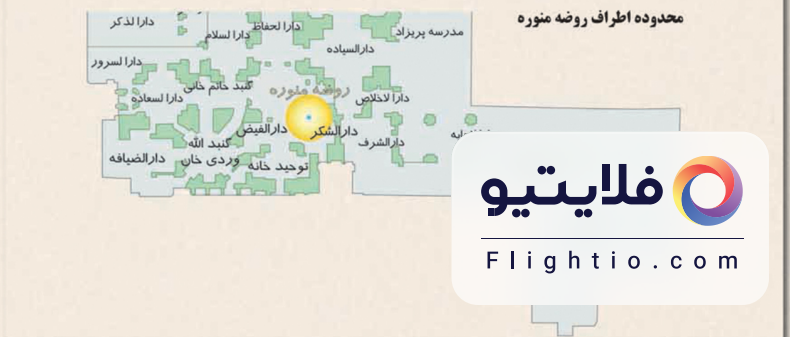 محدوده اطراف روضه منوره
دارا لذکر
دارا لسلام
دارا لحفاظ
مدرسه پریزاد
دارالسیاده
دارا لسرور
گنبد حاتم خانی
روضه منوره
دارا لسعاده
دارا لاخلاص
دارالفیض
دارالشکر
دارالشرف
گنبد الله
وردی خان
دارالضیافه
توحید خانه
فلایتیو
Flightio.com